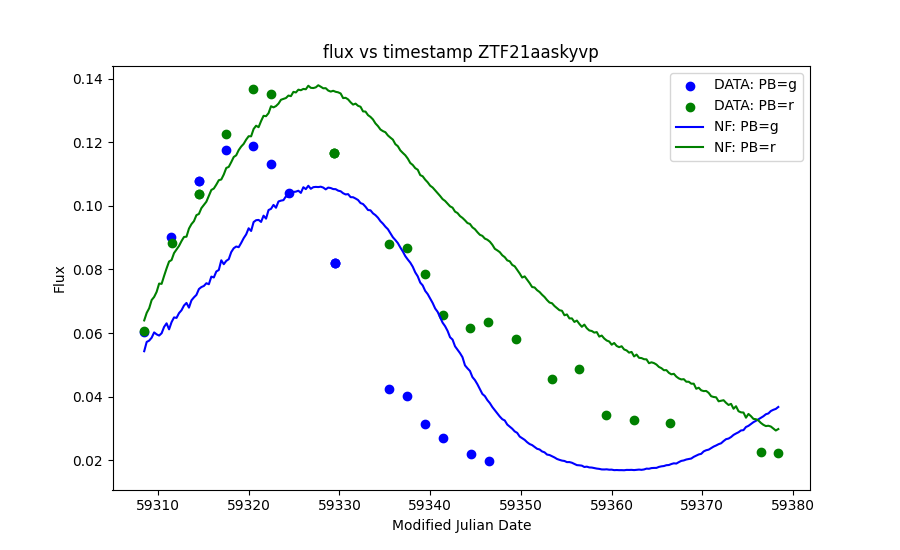 flux vs timestamp ZTF21aaskyvp
DATA: PB=g
DATA: PB=r
NF: PB=g
NF: PB=r
Flux
0.14
0.12
0.10
0.08
0.06
0.04
0.02
59310 59320 59330 59340 59350 59360 59370 59380
Modified Julian Date